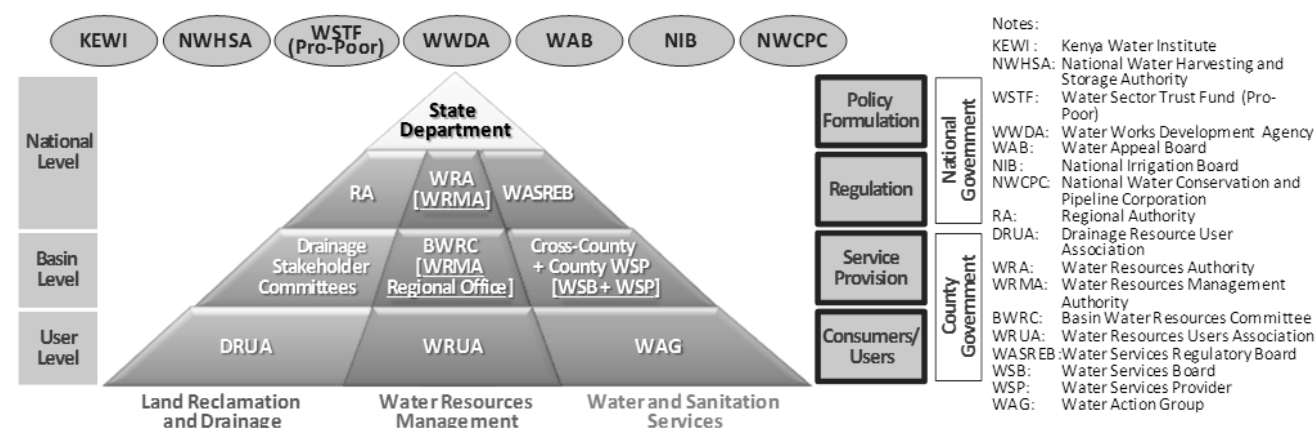 KEWI
NWHSA
WSTF
(Pro-Poor)
WWDA
WAB
NIB
NWCPC
National
Level
Basin
Level
User
Level
State
Department
RA
WRA
[WRMA]
WASREB
Drainage
Stakeholder
Committees
BWRC
[WRMA
Regional Office]
Cross-County
+ County WSP
[WSB + WSP]
DRUA
WRUA
WAG
Land Reclamation
and Drainage
Water Resources
Management
Water and Sanitation
Services
Policy
Formulation
Regulation
Service
Provision
Consumers/
Users
National
Government
County
Government
Notes:
KEWI : Kenya Water Institute
NWHSA: National Water Harvesting and
Storage Authority
WSTF: Water Sector Trust Fund (Pro-
Poor)
WWDA: Water Works Development Agency
WAB: Water Appeal Board
NIB: National Irrigation Board
NWCPC: National Water Conservation and
Pipeline Corporation
RA: Regional Authority
DRUA: Drainage Resource User
Association
WRA: Water Resources Authority
WRMA: Water Resources Management
Authority
BWRC: Basin Water Resources Committee
WRUA: Water Resources Users Association
WASREB:Water Services Regulatory Board
WSB: Water Services Board
WSP: Water Services Provider
WAG: Water Action Group